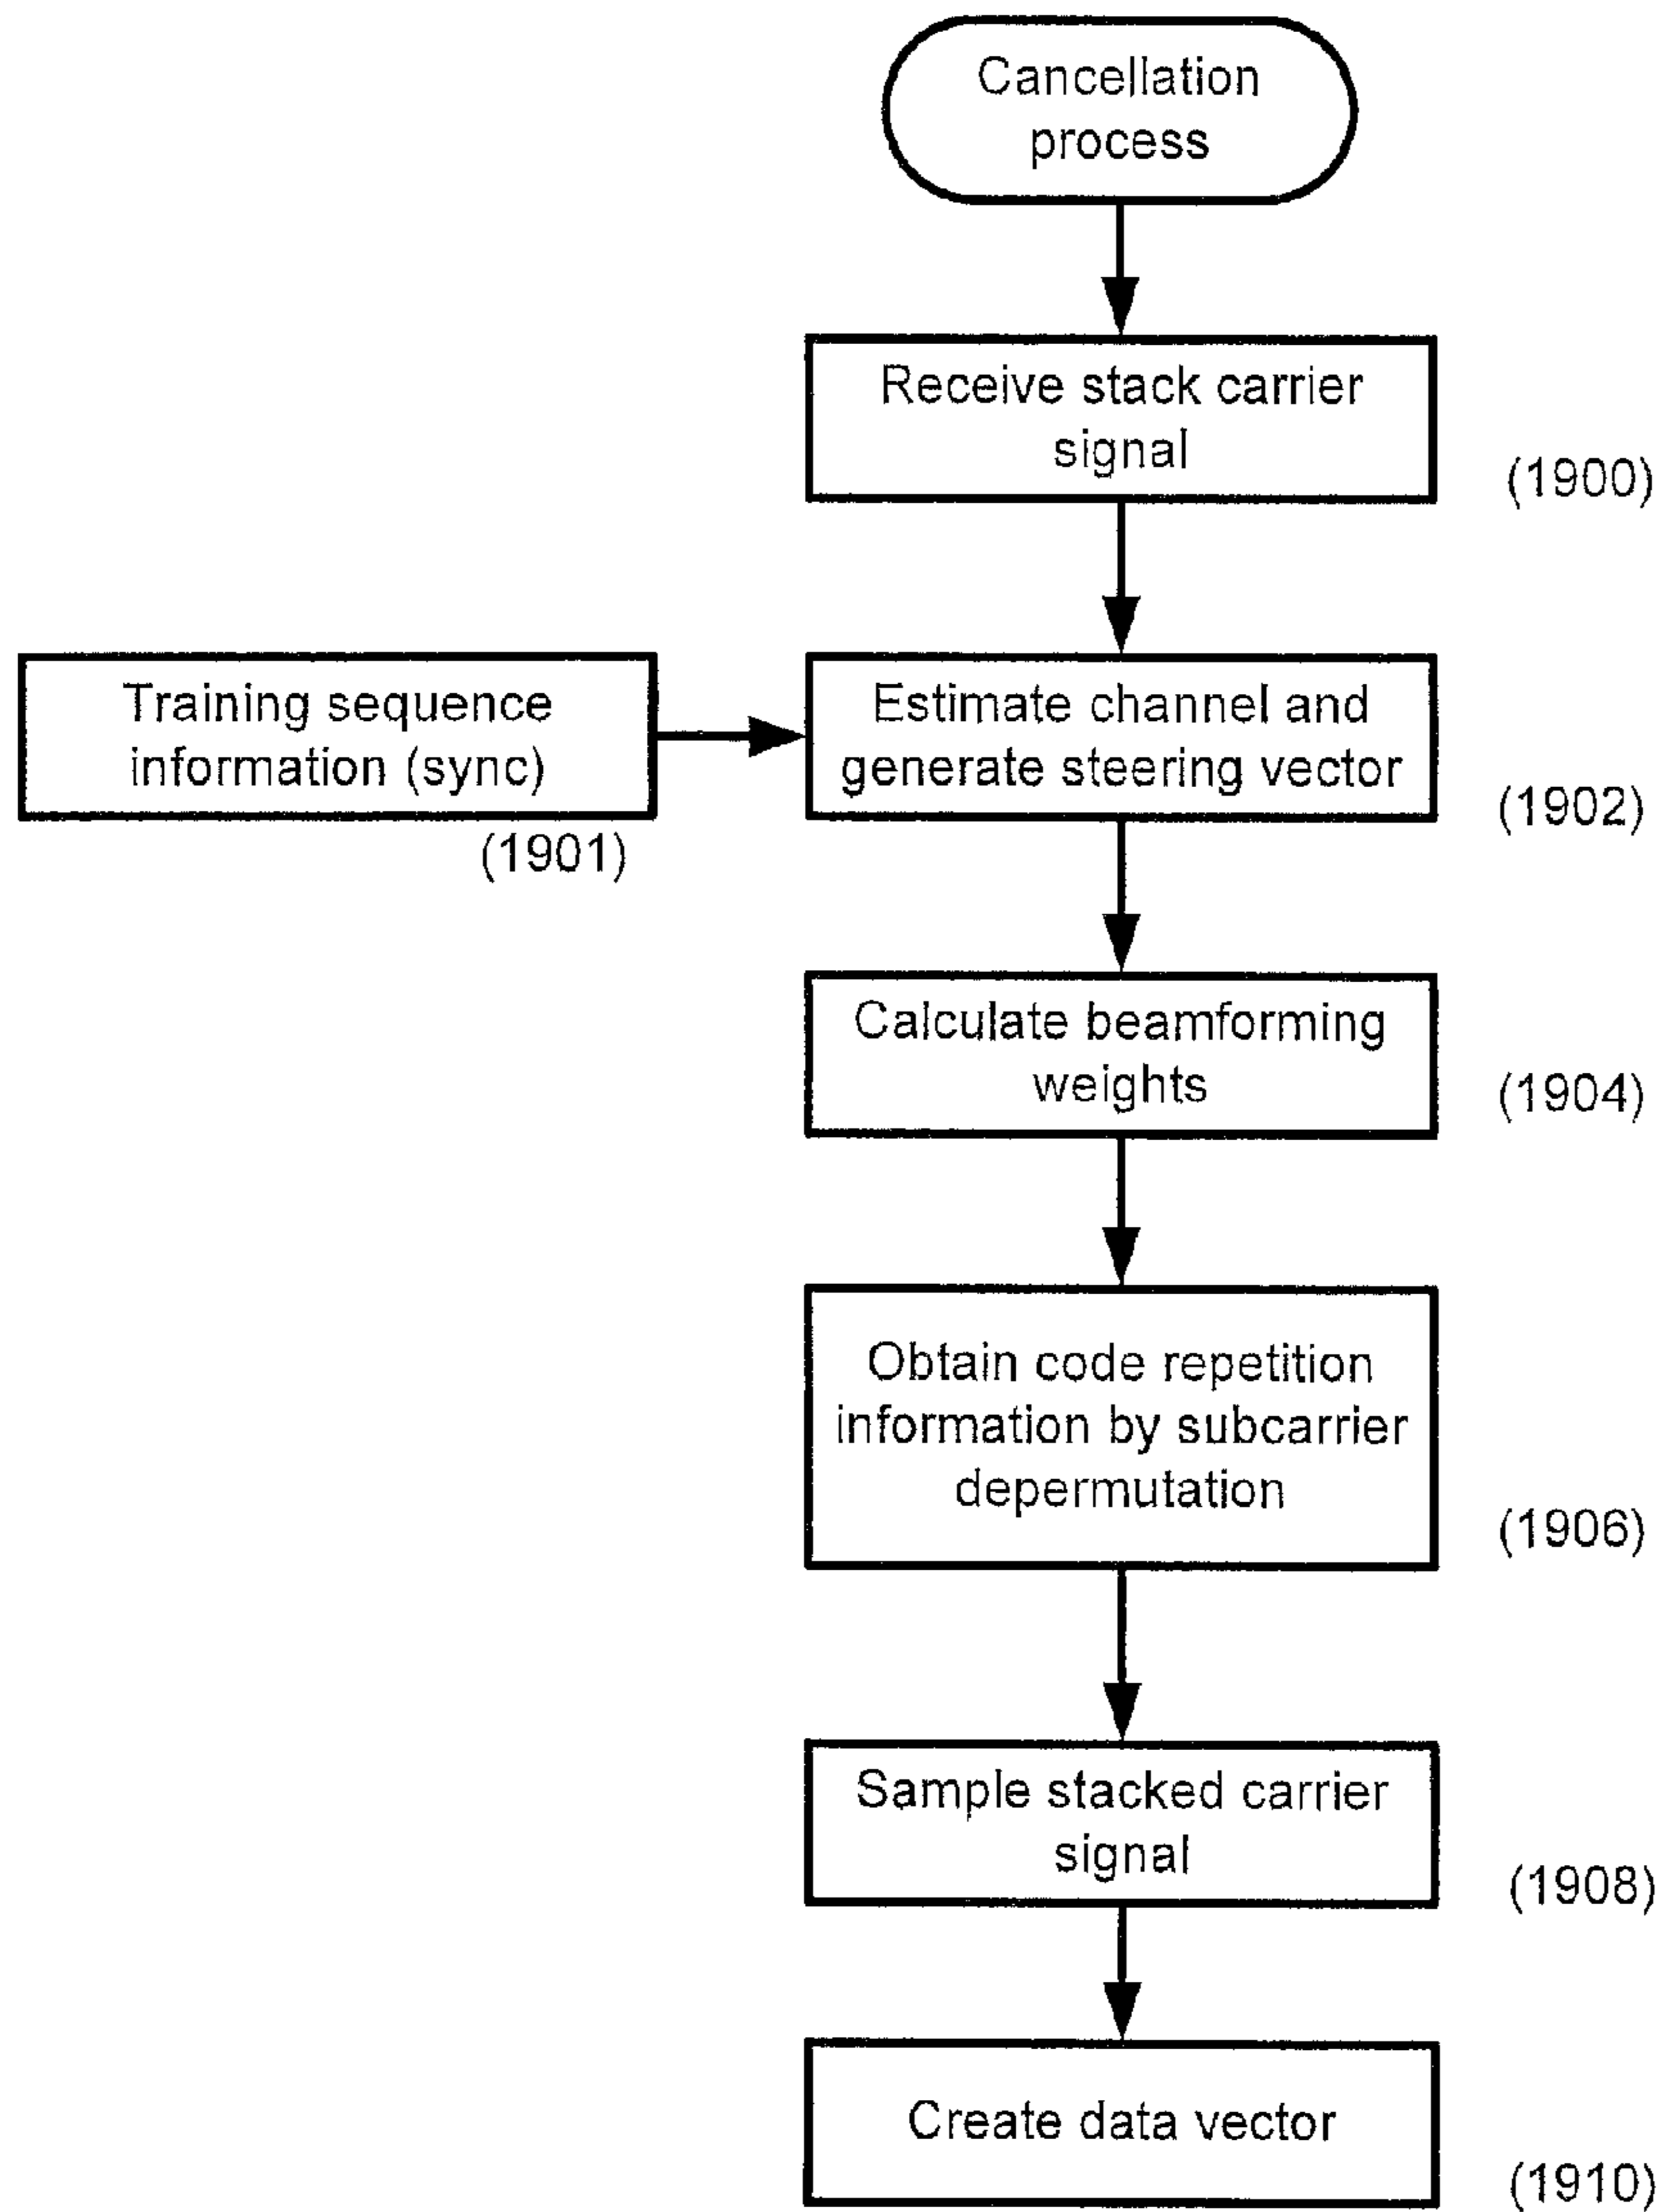 Cancellation
process
Receive stack carrier
signal
(1900)
Training sequence
information (sync)
(1901)
Estimate channel and
generate steering vector
(1902)
Calculate beamforming
weights
(1904)
Obtain code repetition
information by subcarrier
depermutation
(1906)
Sample stacked carrier
signal
(1908)
Create data vector
(1910)